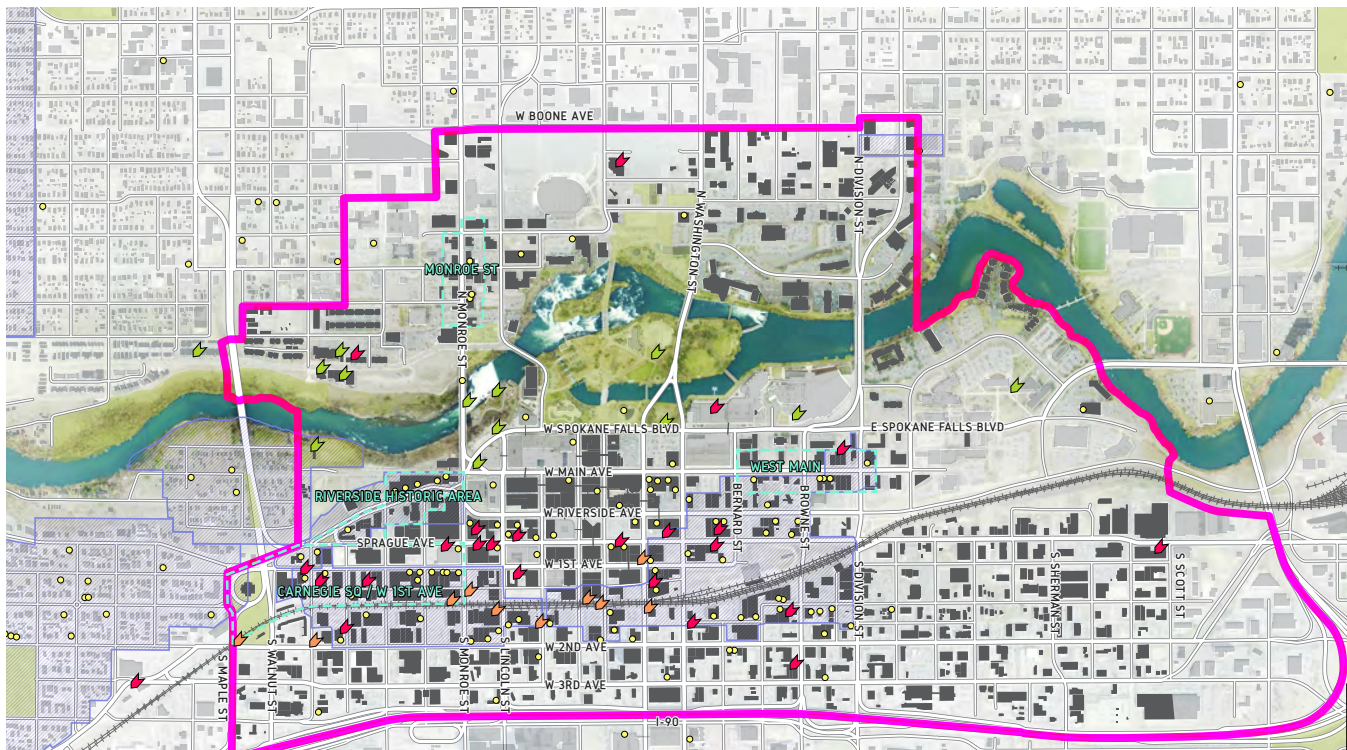 W BOONE AVE
N DIVISION ST
N WASHINGTON ST
MONROE ST
N MONROE ST
W SPOKANE FALLS BLVD
E SPOKANE FALLS BLVD
W MAIN AVE
WEST MAIN
RIVERSIDE HISTORIC AREA
BERNARD ST
BROWNE ST
W RIVERSIDE AVE
SPRAGUE AVE
W 1ST AVE
CARNEGIE SQ / W 1ST AVE
S DIVISION ST
S SHERMAN ST
S SCOTT ST
S MAPLE ST
S WALNUT ST
S MONROE ST
S LINCOLN ST
W 2ND AVE
W 3RD AVE
I-90